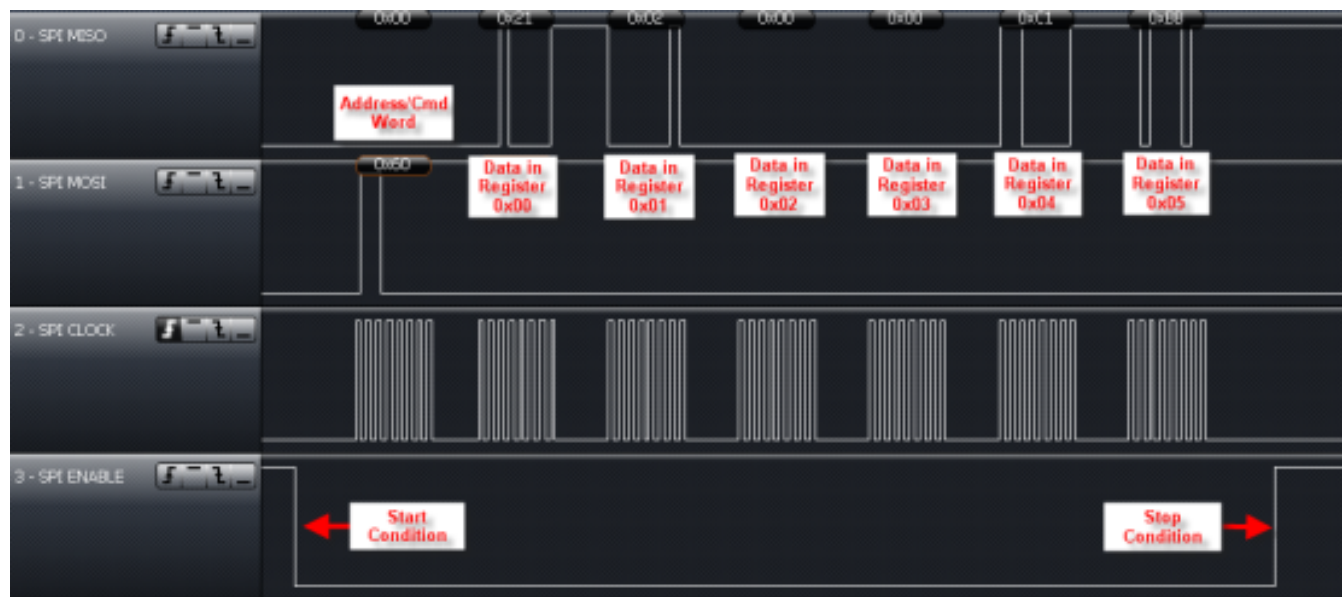 0x00 0x21 0x02 0x00 0x00 0xC1 0xBB
0 - SPI MISO
Address/Cmd
Word
0x60
1 - SPI MOSI
Data in
Register
0x00
Data in
Register
0x01
Data in
Register
0x02
Data in
Register
0x03
Data in
Register
0x04
Data in
Register
0x05
2 - SPI CLOCK
3 - SPI ENABLE
Start
Condition
Stop
Condition